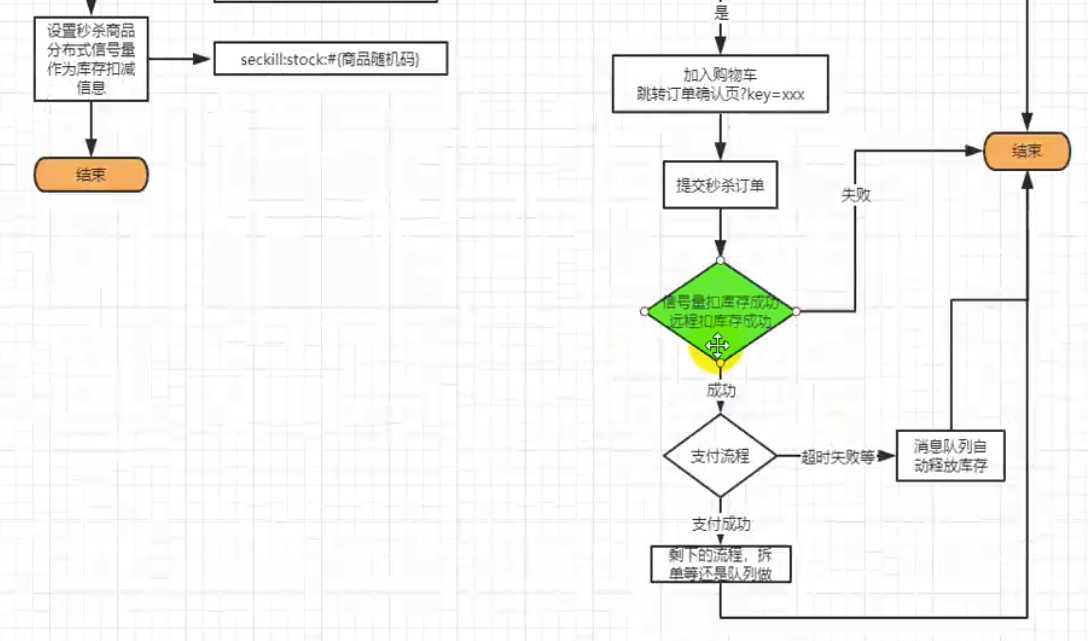 设置秒杀商品
分布式信号量
作为库存扣减
信息
seckill:stock:#(商品随机码)
结束
是
加入购物车
跳转订单确认页?key=xxx
提交秒杀订单
失败
结束
信号量扣库存成功
远程扣库存成功
成功
支付流程
超时失败等
消息队列自
动释放库存
支付成功
剩下的流程，拆
单等还是队列做